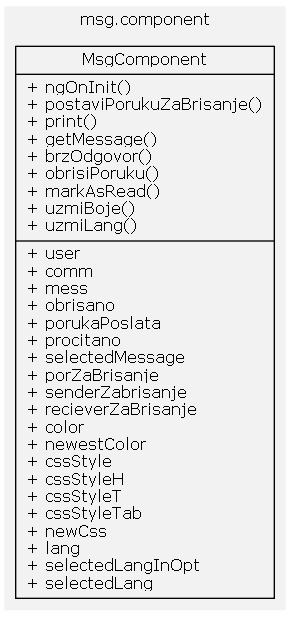 msg.component
MsgComponent
+ ngOnInit()
+ postaviPorukuZaBrisanje()
+ print()
+ getMessage()
+ brzOdgovor()
+ obrisiPoruku()
+ markAsRead()
+ uzmiBoje()
+ uzmiLang()
+ user
+ comm
+ mess
+ obrisano
+ porukaPoslata
+ procitano
+ selectedMessage
+ porZaBrisanje
+ senderZabrisanje
+ recieverZaBrisanje
+ color
+ newestColor
+ cssStyle
+ cssStyleH
+ cssStyleT
+ cssStyleTab
+ newCss
+ lang
+ selectedLangInOpt
+ selectedLang